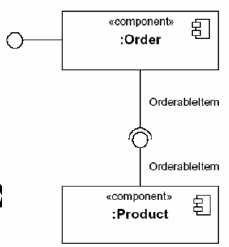 «component»
:Order
OrderableItem
OrderableItem
«component»
:Product